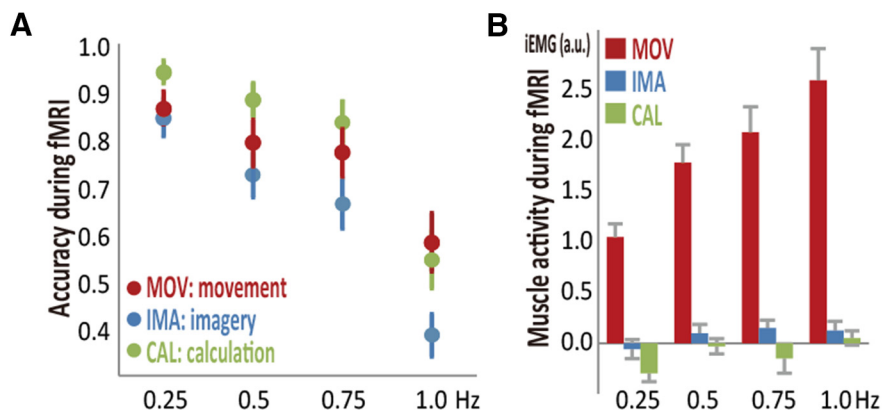 A
Accuracy during fMRI
1.0
0.9
0.8
0.7
0.6
0.5
0.4
MOV: movement
IMA: imagery
CAL: calculation
0.25 0.5 0.75 1.0 Hz
B
iEMG (a.u.)
MOV
IMA
CAL
Muscle activity during fMRI
2.5
2.0
1.5
1.0
0.5
0.0
0.25 0.5 0.75 1.0 Hz